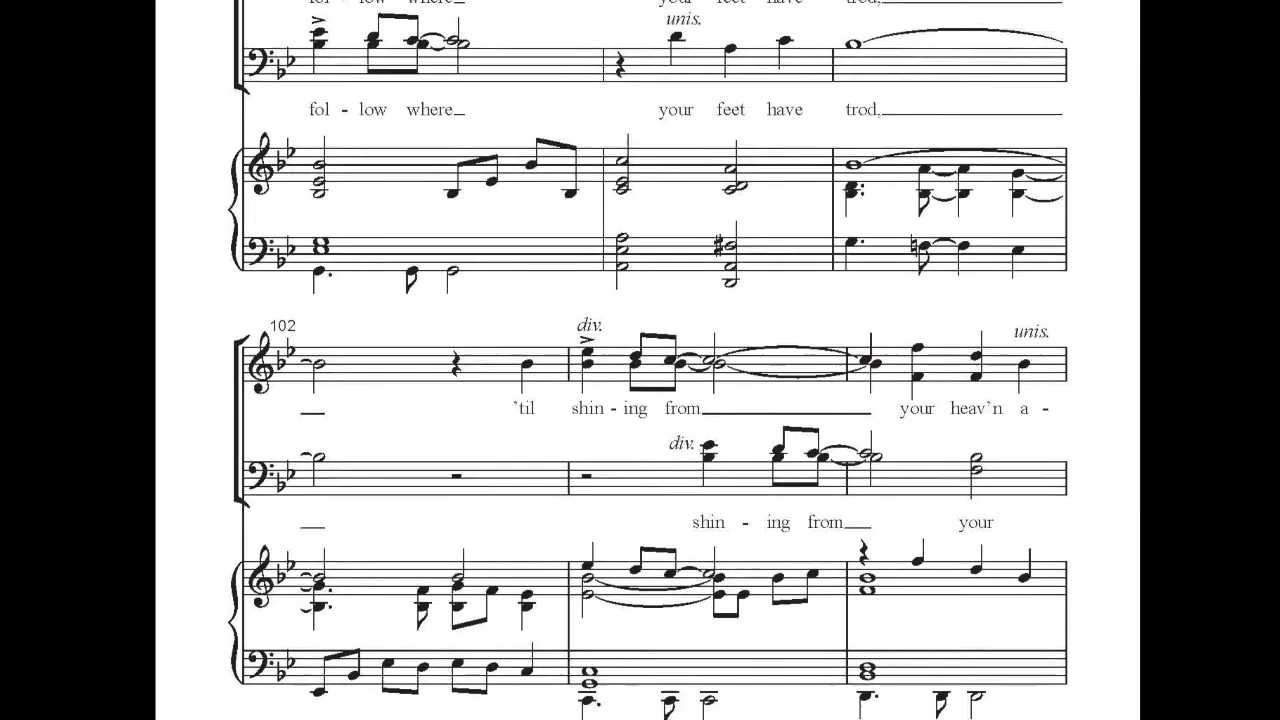 fol - low where_ your feet have trod,_
unis.
fol - low where_ your feet have trod,_
102 div. unis.
_ 'til shin - ing from_ your heav'n a -
div.
_ shin - ing from_ your